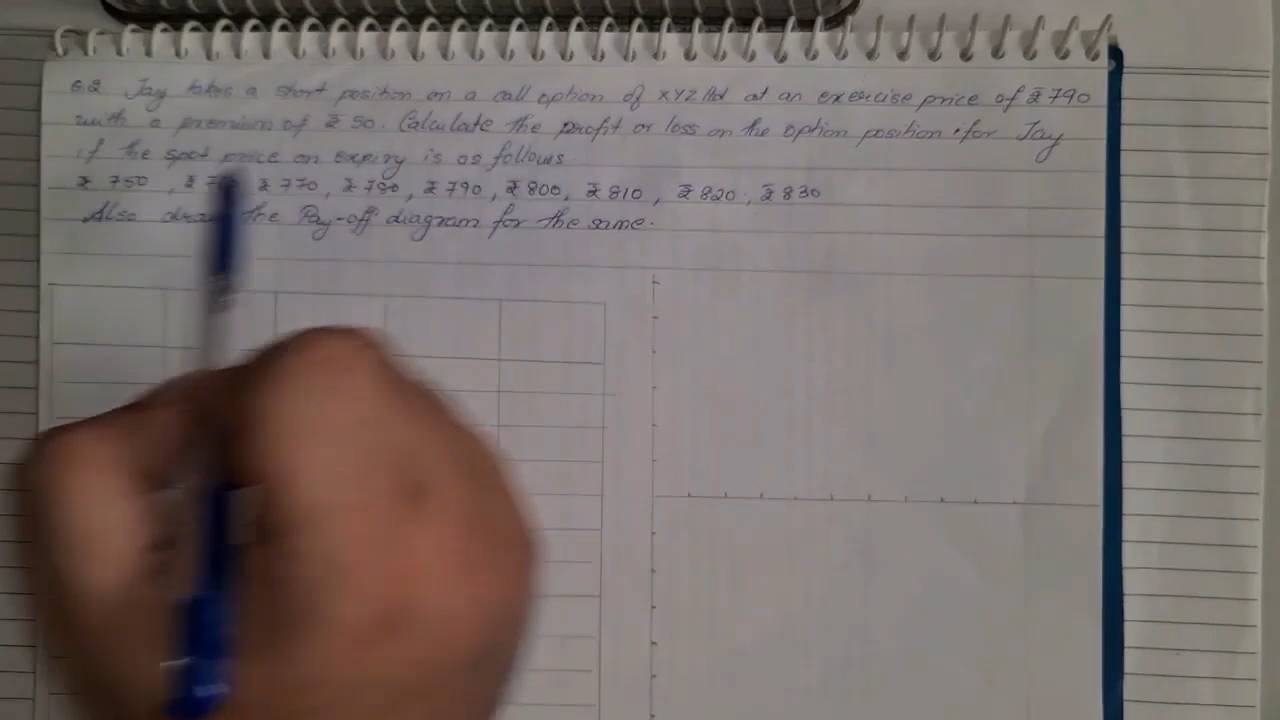 Q.2 Jay takes a short position on a call option of XYZ ltd at an exercise price of ₹ 790
with a premium of ₹ 50. Calculate the profit or loss on the option position for Jay
if the spot price on expiry is as follows
₹ 750, ₹ 770, ₹ 780, ₹ 790, ₹ 800, ₹ 810, ₹ 820, ₹ 830
Also draw the Pay-off diagram for the same.